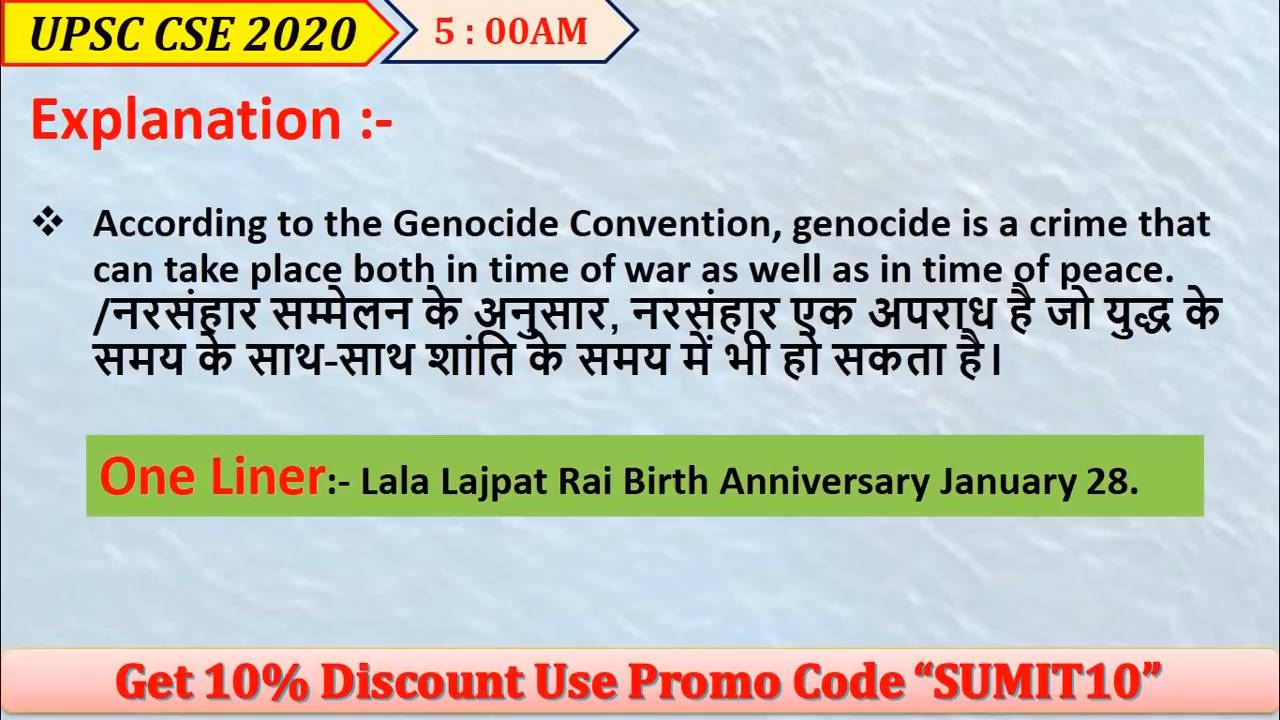 UPSC CSE 2020
5 : 00AM
Explanation :-
❖ According to the Genocide Convention, genocide is a crime that
can take place both in time of war as well as in time of peace.
/नरसंहार सम्मेलन के अनुसार, नरसंहार एक अपराध है जो युद्ध के
समय के साथ-साथ शांति के समय में भी हो सकता है।
One Liner:- Lala Lajpat Rai Birth Anniversary January 28.
Get 10% Discount Use Promo Code “SUMIT10”